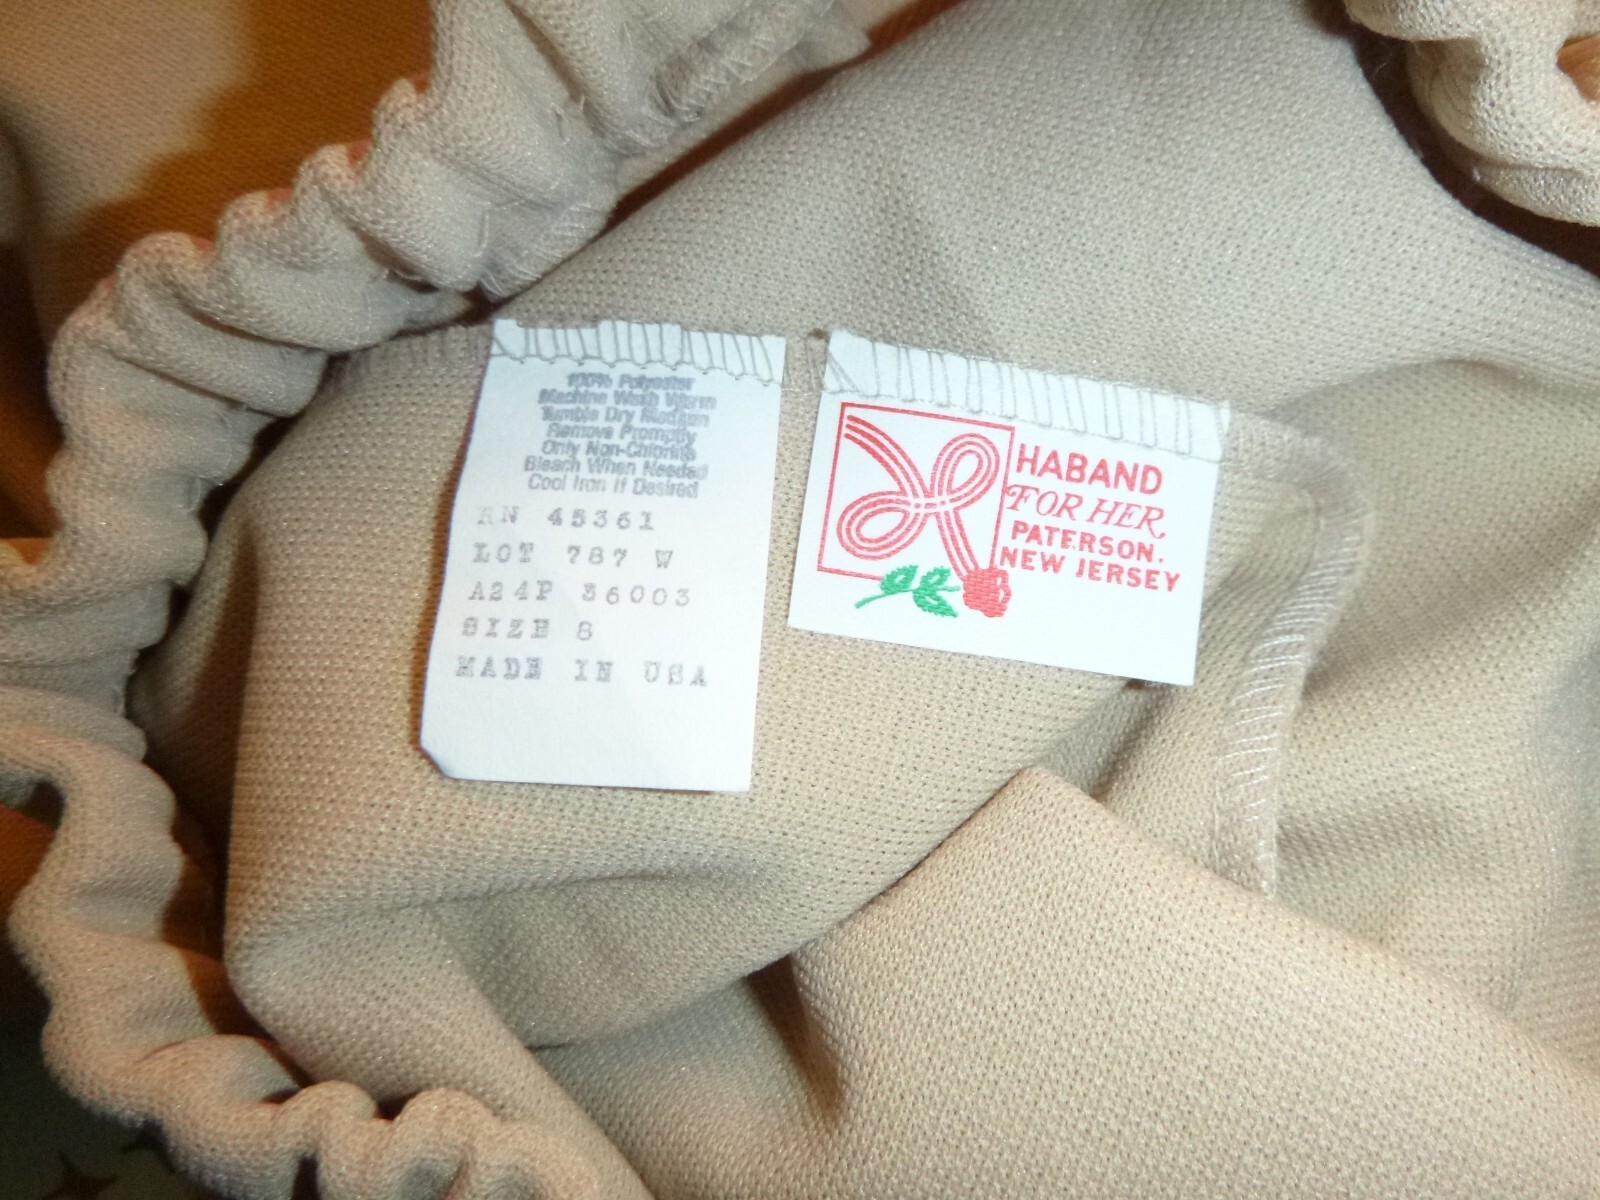 100% Polyester
Machine Wash Warm
Tumble Dry Medium
Remove Promptly
Only Non-Chlorine
Bleach When Needed
Cool Iron If Desired
RN 45361
LOT 787 W
A24P 36003
SIZE 8
MADE IN USA
HABAND
FOR HER
PATERSON,
NEW JERSEY